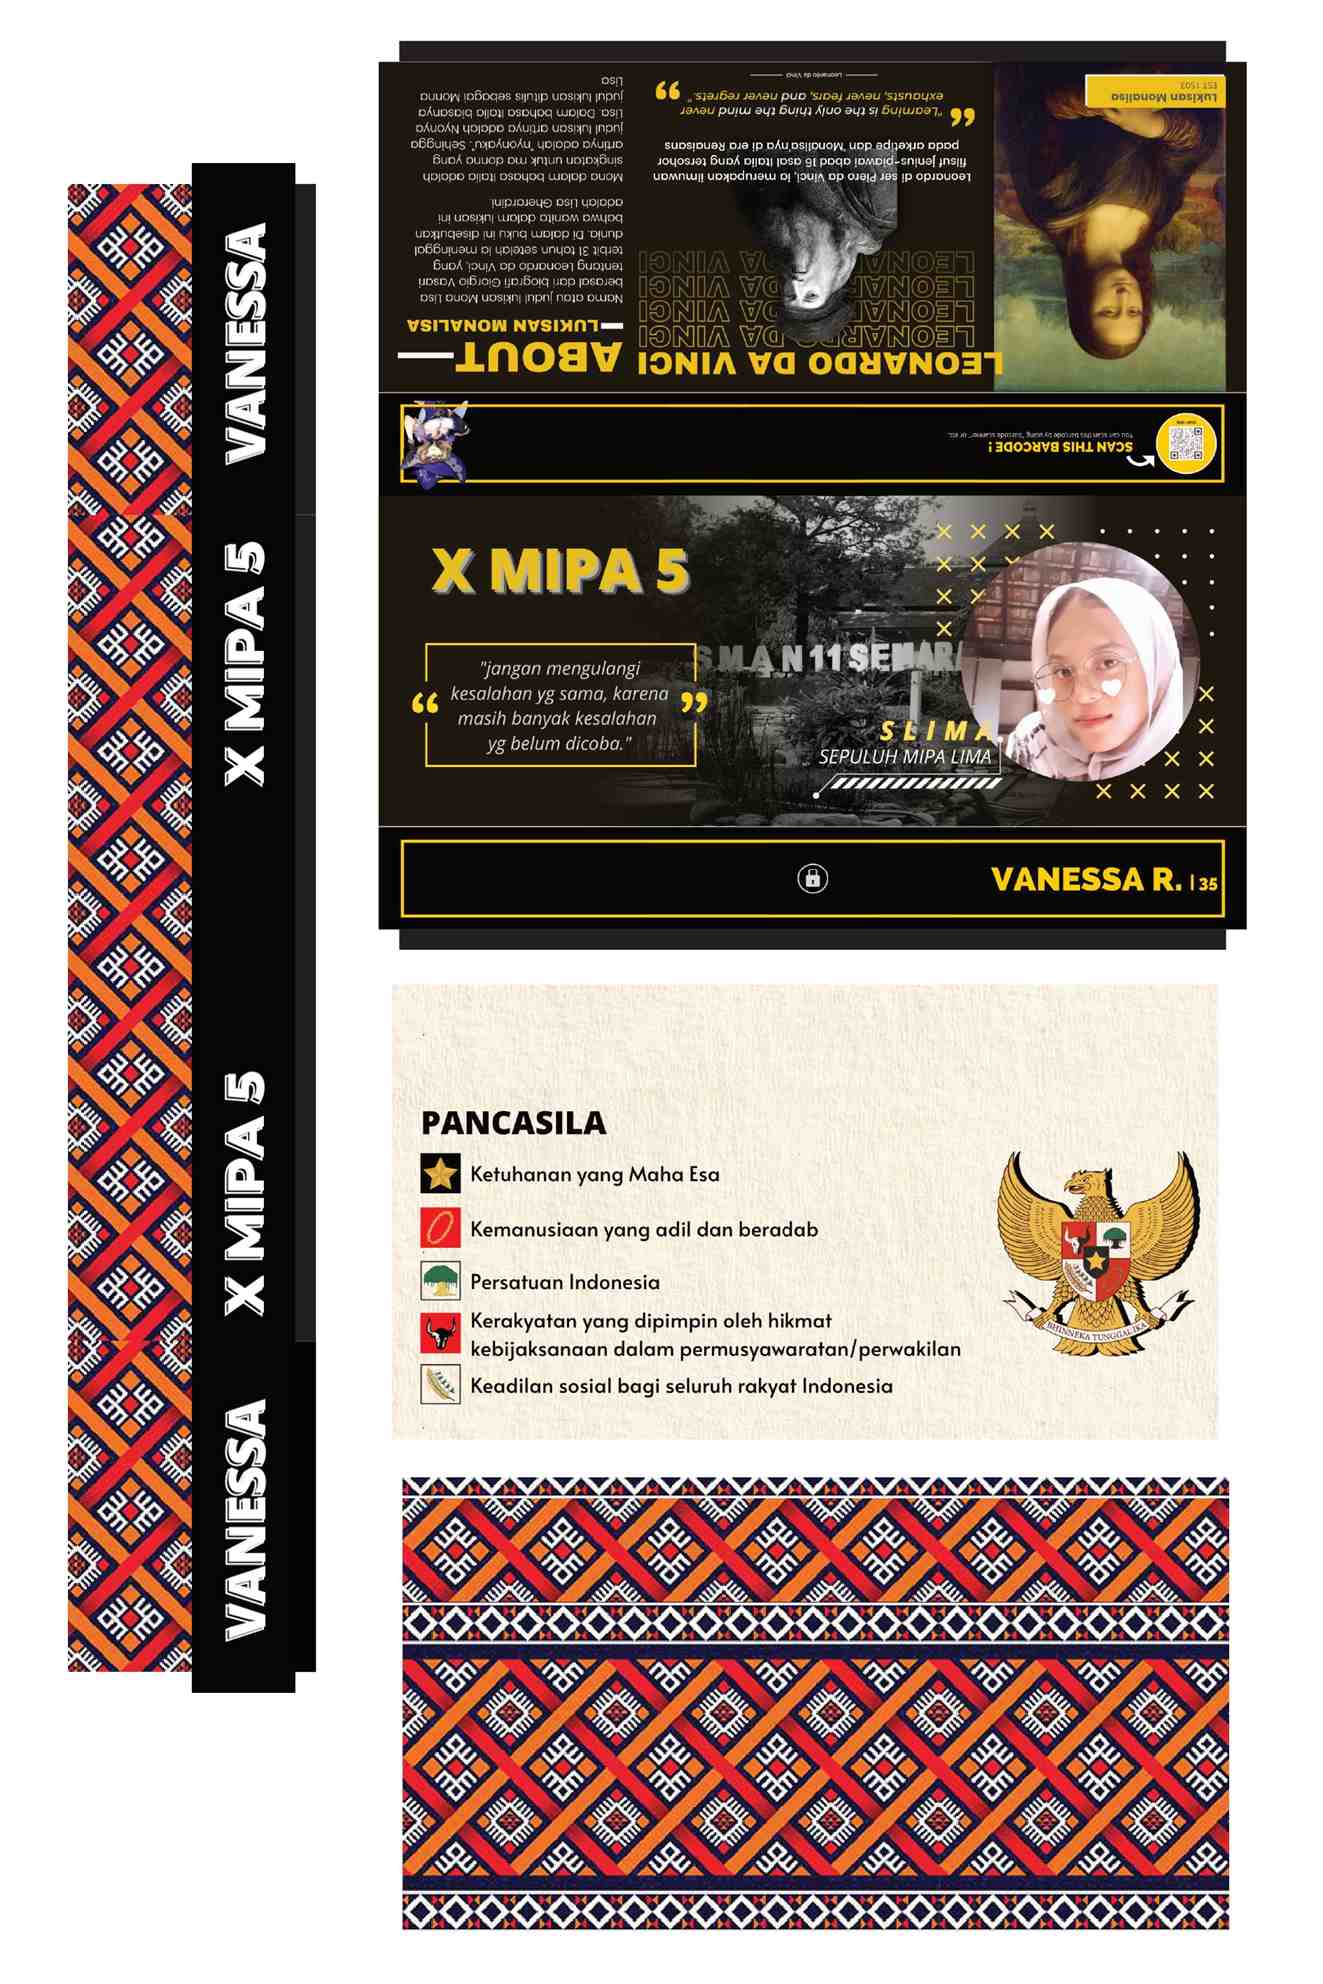 VANESSA
X MIPA 5
X MIPA 5
VANESSA
ABOUT
LUKISAN MONALISA
Nama atau judul lukisan Mona Lisa
berasal dari biografi Giorgio Vasari
tentang Leonardo da Vinci, yang
terbit 31 tahun setelah ia meninggal
dunia. Di dalam buku ini disebutkan
bahwa wanita dalam lukisan ini
adalah Lisa Gherardini.
Mona dalam bahasa Italia adalah
singkatan untuk ma donna yang
artinya adalah "nyonyaku". Sehingga
judul lukisan artinya adalah Nyonya
Lisa. Dalam bahasa Italia biasanya
judul lukisan ditulis sebagai Monna
Lisa
LEONARDO DA VINCI
LEONARDO DA VINCI
LEONARDO DA VINCI
LEONARDO DA VINCI
LEONARDO DA VINCI
Leonardo di ser Piero da Vinci, ia merupakan ilmuwan
filsuf jenius-piawai abad 16 asal Italia yang tersohor
pada arketipe dan "Monalisa"nya di era Renaisans
"Learning is the only thing the mind never
exhausts, never fears, and never regrets."
Leonardo da Vinci
Lukisan Monalisa
EST 1503
SCAN THIS BARCODE !
You can scan this barcode by using "barcode scanner" or etc.
X MIPA 5
"jangan mengulangi
kesalahan yg sama, karena
masih banyak kesalahan
yg belum dicoba."
SMAN 11 SEMAR
SLIMA
SEPULUH MIPA LIMA
VANESSA R. | 35
PANCASILA
Ketuhanan yang Maha Esa
Kemanusiaan yang adil dan beradab
Persatuan Indonesia
Kerakyatan yang dipimpin oleh hikmat
kebijaksanaan dalam permusyawaratan/perwakilan
Keadilan sosial bagi seluruh rakyat Indonesia
BHINNEKA TUNGGAL IKA